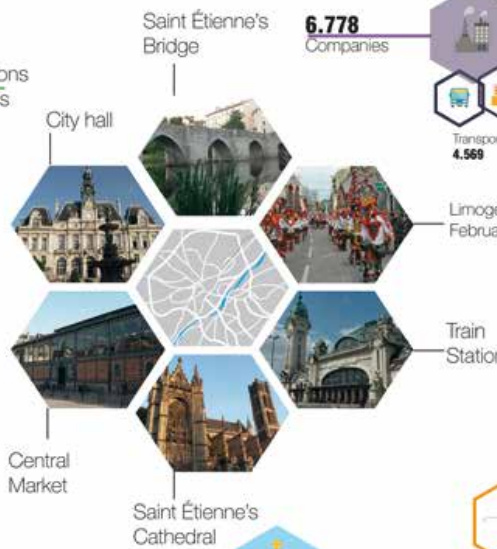 Saint Étienne's
Bridge
6.778
Companies
City hall
4.569
Train
Central
Market
Saint Étienne's
Cathedral